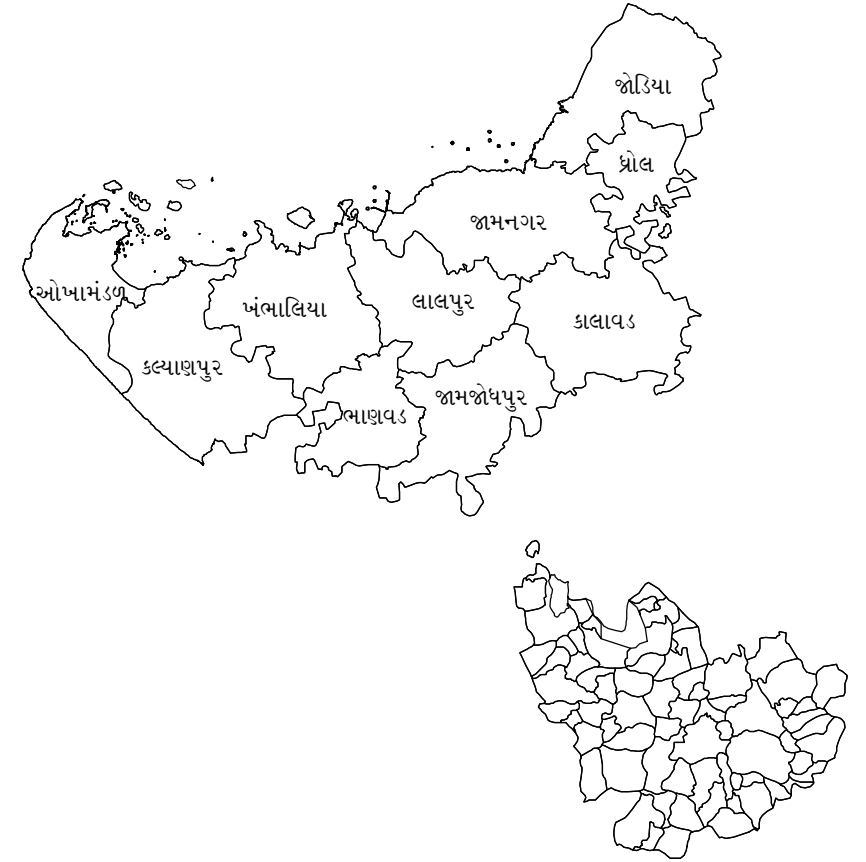 જોડિયા
ધ્રોલ
જામનગર
ઓખામંડળ
ખંભાલિયા
લાલપુર
કાલાવડ
કલ્યાણપુર
જામજોધપુર
ભાણવડ